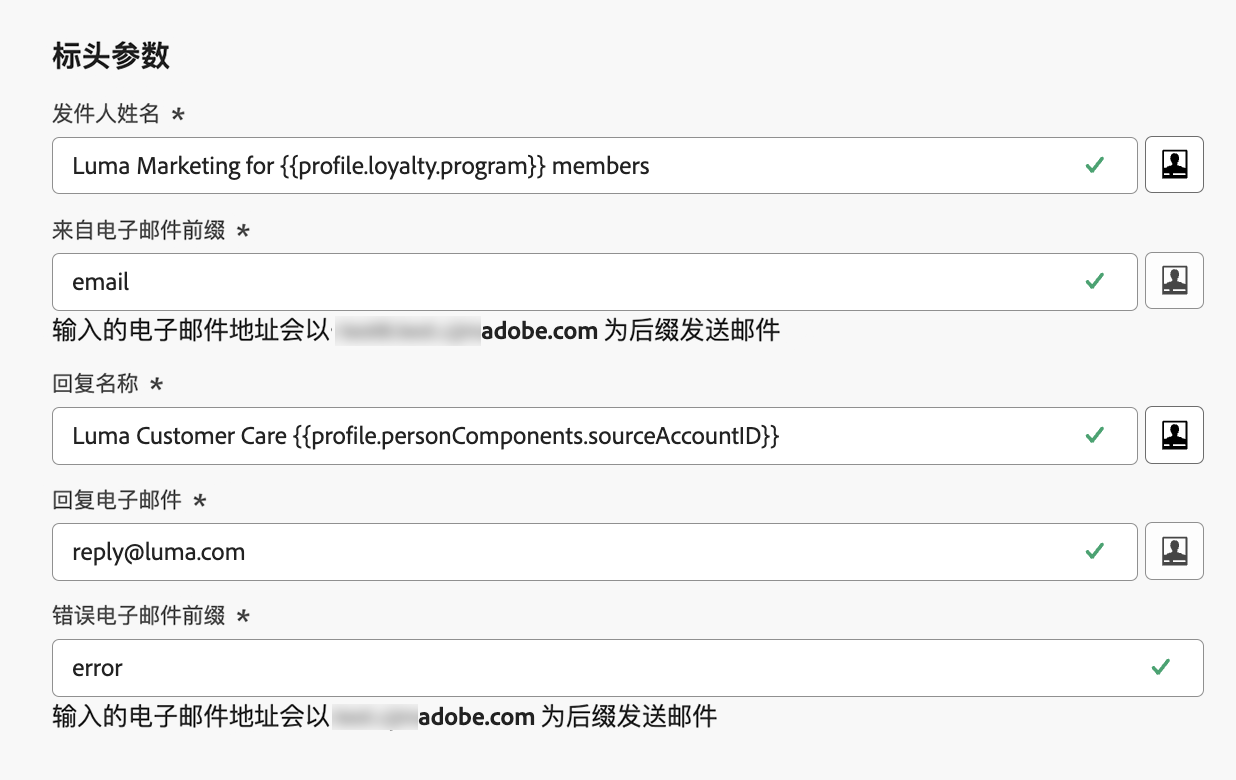 标头参数
发件人姓名 *
Luma Marketing for {{profile.loyalty.program}} members
来自电子邮件前缀 *
email
输入的电子邮件地址会以 adobe.com 为后缀发送邮件
回复名称 *
Luma Customer Care {{profile.personComponents.sourceAccountID}}
回复电子邮件 *
reply@luma.com
错误电子邮件前缀 *
error
输入的电子邮件地址会以 adobe.com 为后缀发送邮件